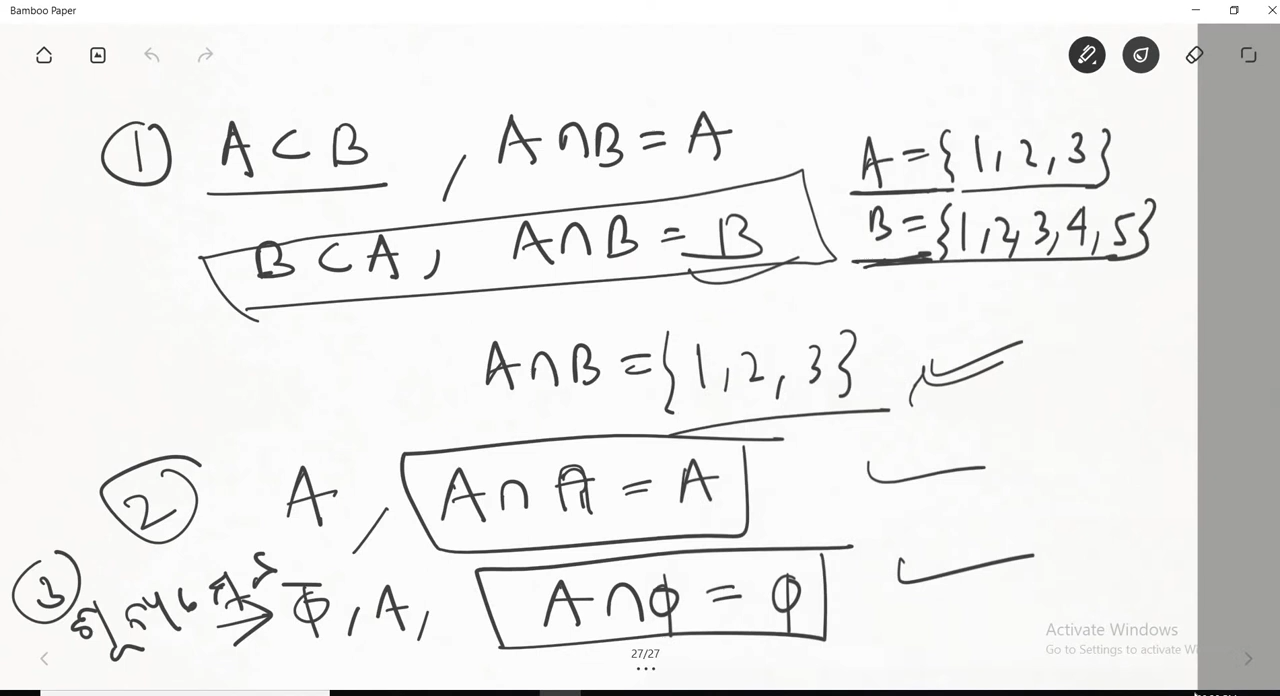 Bamboo Paper
① A ⊂ B , A ∩ B = A
A = {1, 2, 3}
B ⊂ A, A ∩ B = B
B = {1, 2, 3, 4, 5}
A ∩ B = {1, 2, 3}
② A , A ∩ A = A
③ Φ , A, A ∩ φ = φ
Activate Windows
Go to Settings to activate Wi
27/27